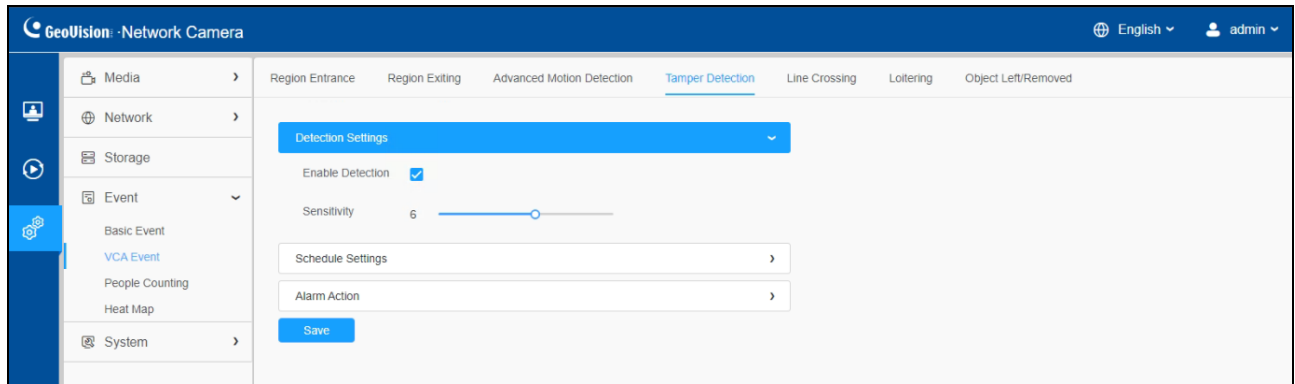 GeoVision: ·Network Camera
English
admin
Media
Network
Storage
Event
Basic Event
VCA Event
People Counting
Heat Map
System
Region Entrance Region Exiting Advanced Motion Detection Tamper Detection Line Crossing Loitering Object Left/Removed
Detection Settings
Enable Detection
Sensitivity 6
Schedule Settings
Alarm Action
Save